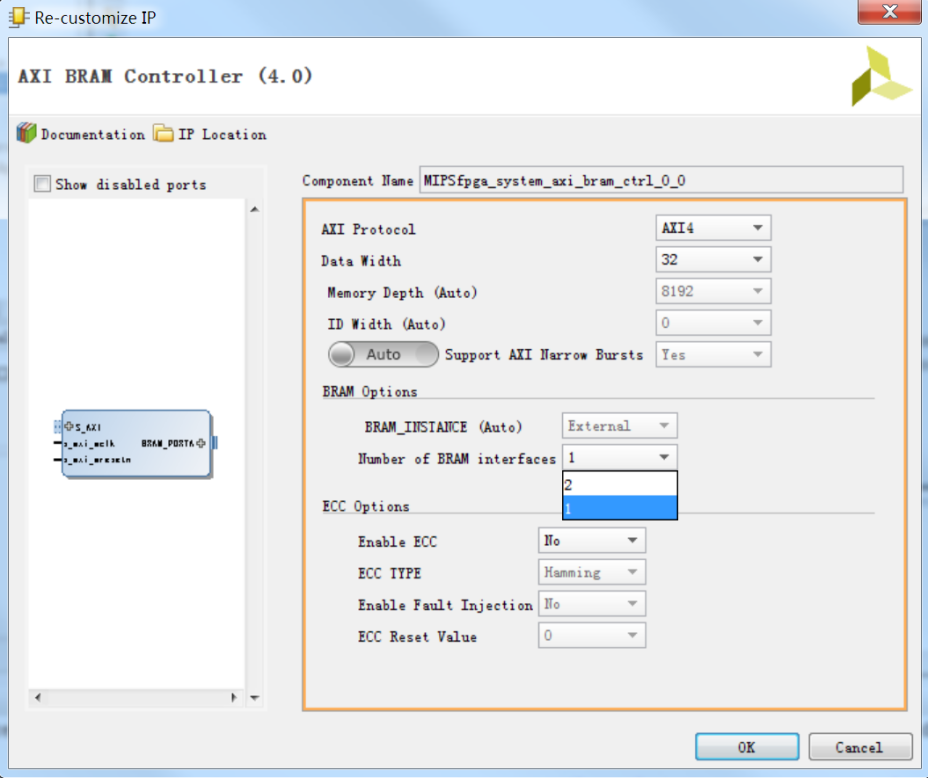 Re-customize IP
AXI BRAM Controller (4.0)
Documentation IP Location
Show disabled ports
Component Name MIPSfpga_system_axi_bram_ctrl_0_0
AXI Protocol AXI4
Data Width 32
Memory Depth (Auto) 8192
ID Width (Auto) 0
Auto Support AXI Narrow Bursts Yes
BRAM Options
BRAM_INSTANCE (Auto) External
Number of BRAM interfaces 1
2
1
ECC Options
Enable ECC No
ECC TYPE Hamming
Enable Fault Injection No
ECC Reset Value 0
S_AXI
s_axi_aclk BRAM_PORTA
s_axi_aresetn
OK Cancel